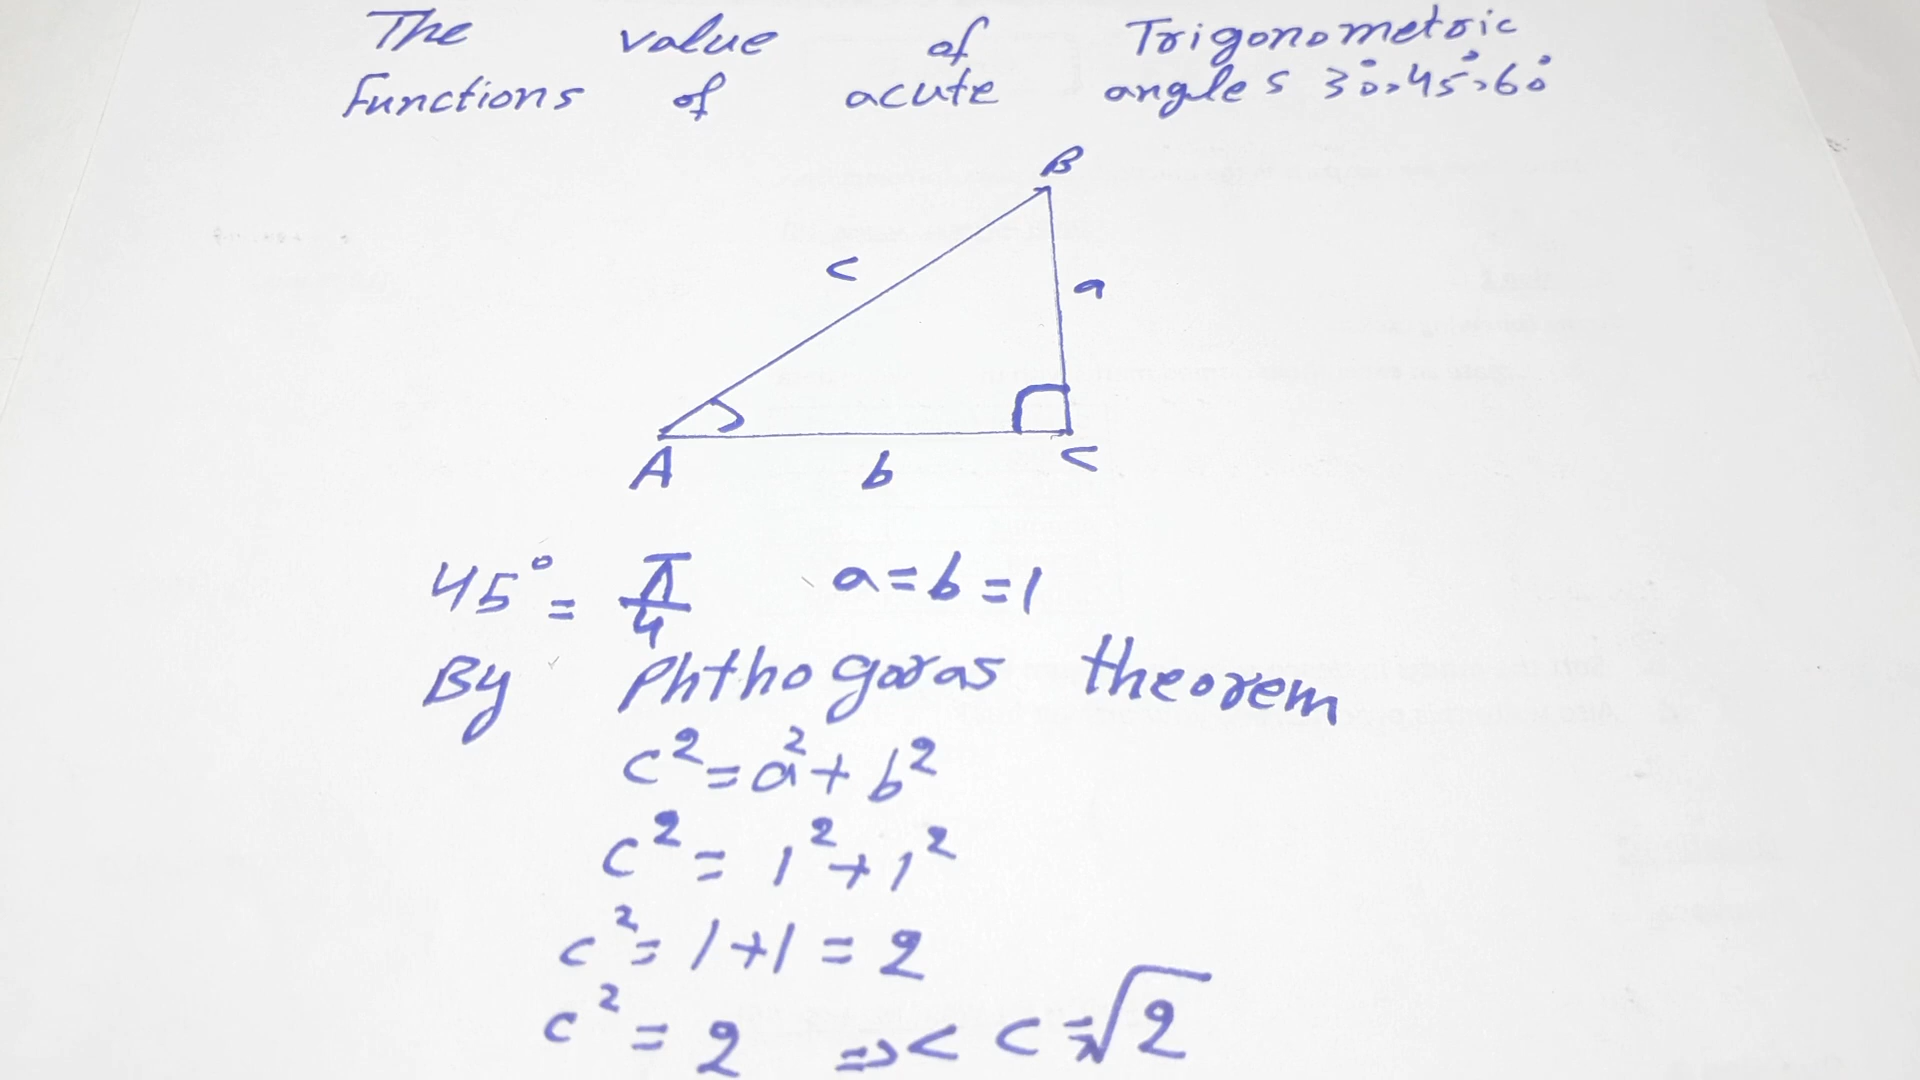 The value of Trigonometric
Functions of acute angles 30°,45°,60°
B
c
a
A
b
C
45° = π/4 a=b=1
By Phthogoras theorem
c²=a²+b²
c²=1²+1²
c²=1+1=2
c²=2 ⇒< c=√2